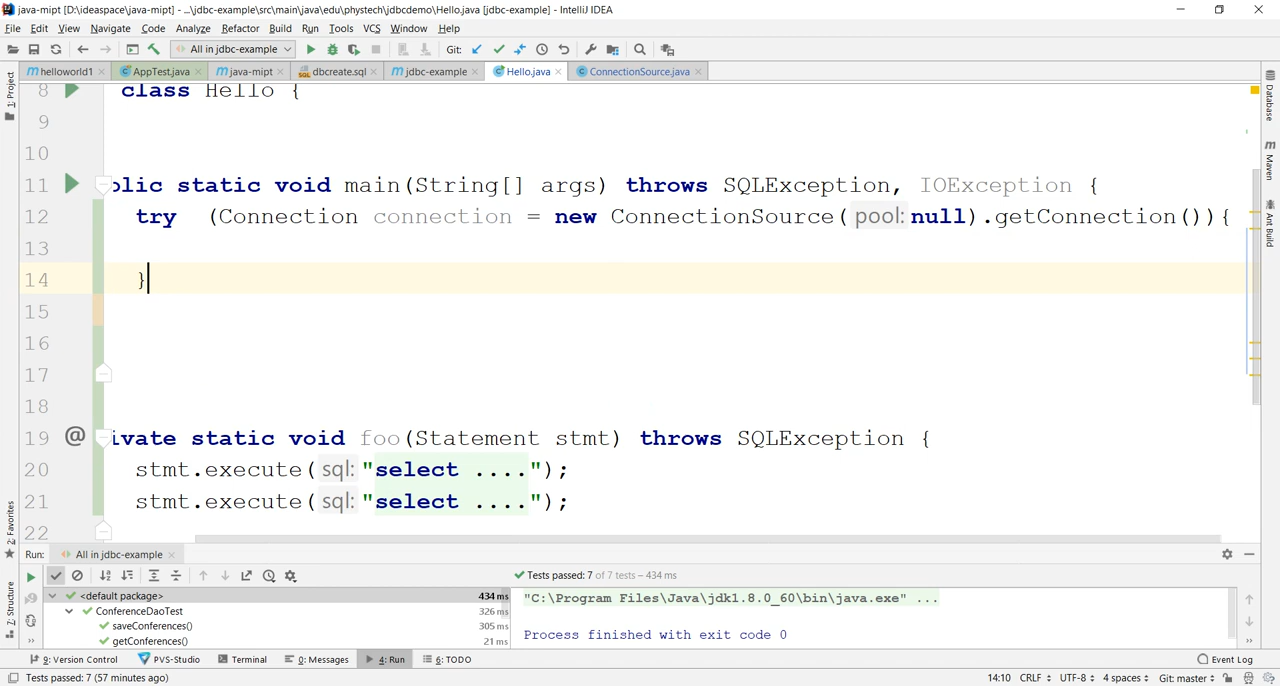 java-mipt [D:\ideaspace\java-mipt] - ...\jdbc-example\src\main\java\edu\phystech\jdbcdemo\Hello.java [jdbc-example] - IntelliJ IDEA
File Edit View Navigate Code Analyze Refactor Build Run Tools VCS Window Help
All in jdbc-example Git:
helloworld1 AppTest.java java-mipt dbcreate.sql jdbc-example Hello.java ConnectionSource.java
1: Project
Database
Maven
Ant Build
8 class Hello {
9
10
11 olic static void main(String[] args) throws SQLException, IOException {
12 try (Connection connection = new ConnectionSource( pool: null).getConnection()){
13
14 }
15
16
17
18
19 @ ivate static void foo(Statement stmt) throws SQLException {
20 stmt.execute( sql: "select ....");
21 stmt.execute( sql: "select ....");
22
2: Favorites
7: Structure
Run: All in jdbc-example
Tests passed: 7 of 7 tests – 434 ms
<default package> 434 ms
ConferenceDaoTest 326 ms
saveConferences() 305 ms
getConferences() 21 ms
"C:\Program Files\Java\jdk1.8.0_60\bin\java.exe" ...
Process finished with exit code 0
9: Version Control PVS-Studio Terminal 0: Messages 4: Run 6: TODO Event Log
Tests passed: 7 (57 minutes ago) 14:10 CRLF UTF-8 4 spaces Git: master